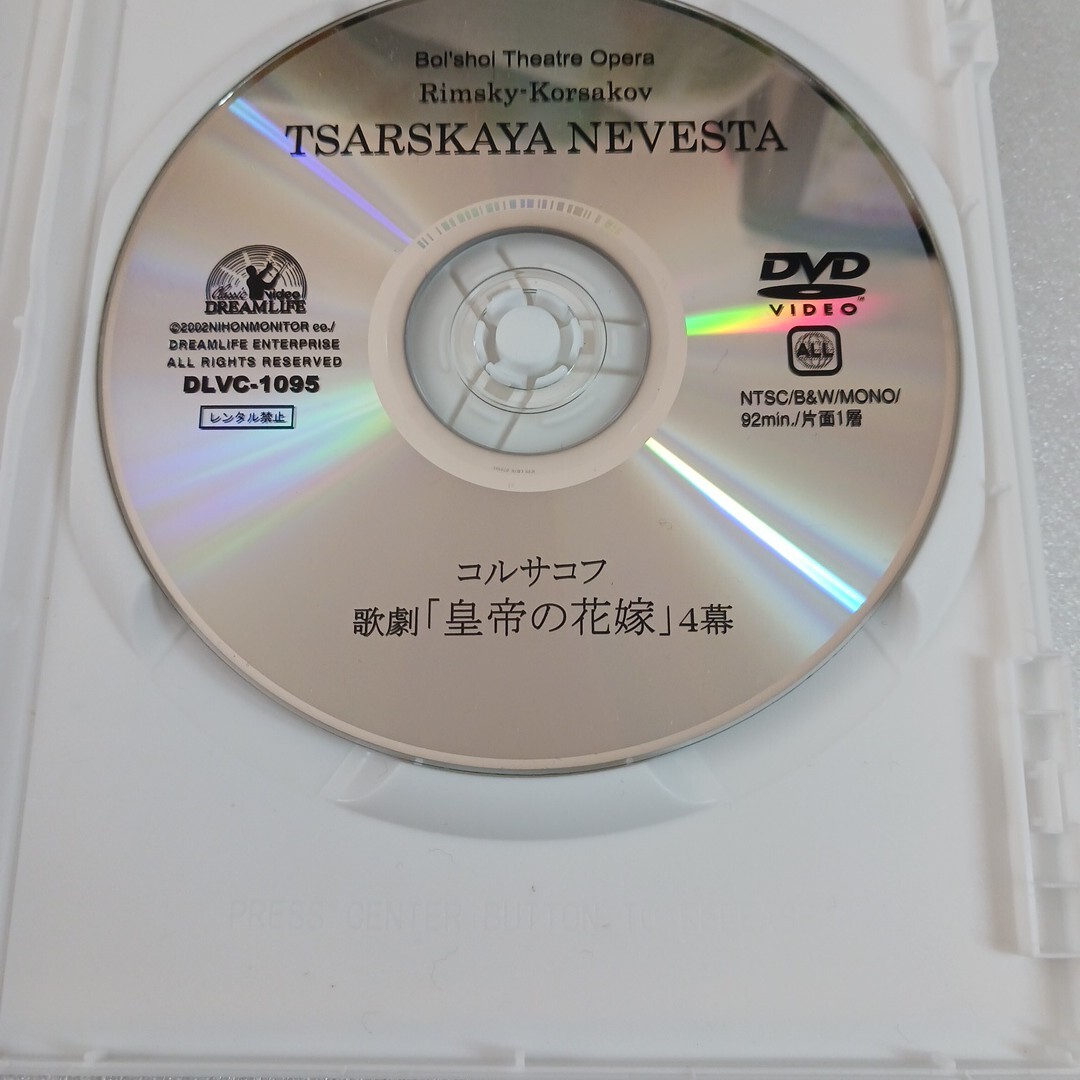 Bol'shoi Theatre Opera
Rimsky-Korsakov
TSARSKAYA NEVESTA
Classic Video
DREAMLIFE
©2002NIHONMONITOR co./
DREAMLIFE ENTERPRISE
ALL RIGHTS RESERVED
DLVC-1095
レンタル禁止
DVD
VIDEO
ALL
NTSC/B&W/MONO/
92min./片面1層
コルサコフ
歌劇「皇帝の花嫁」4幕
PRESS CENTER BUTTON TO RELEASE